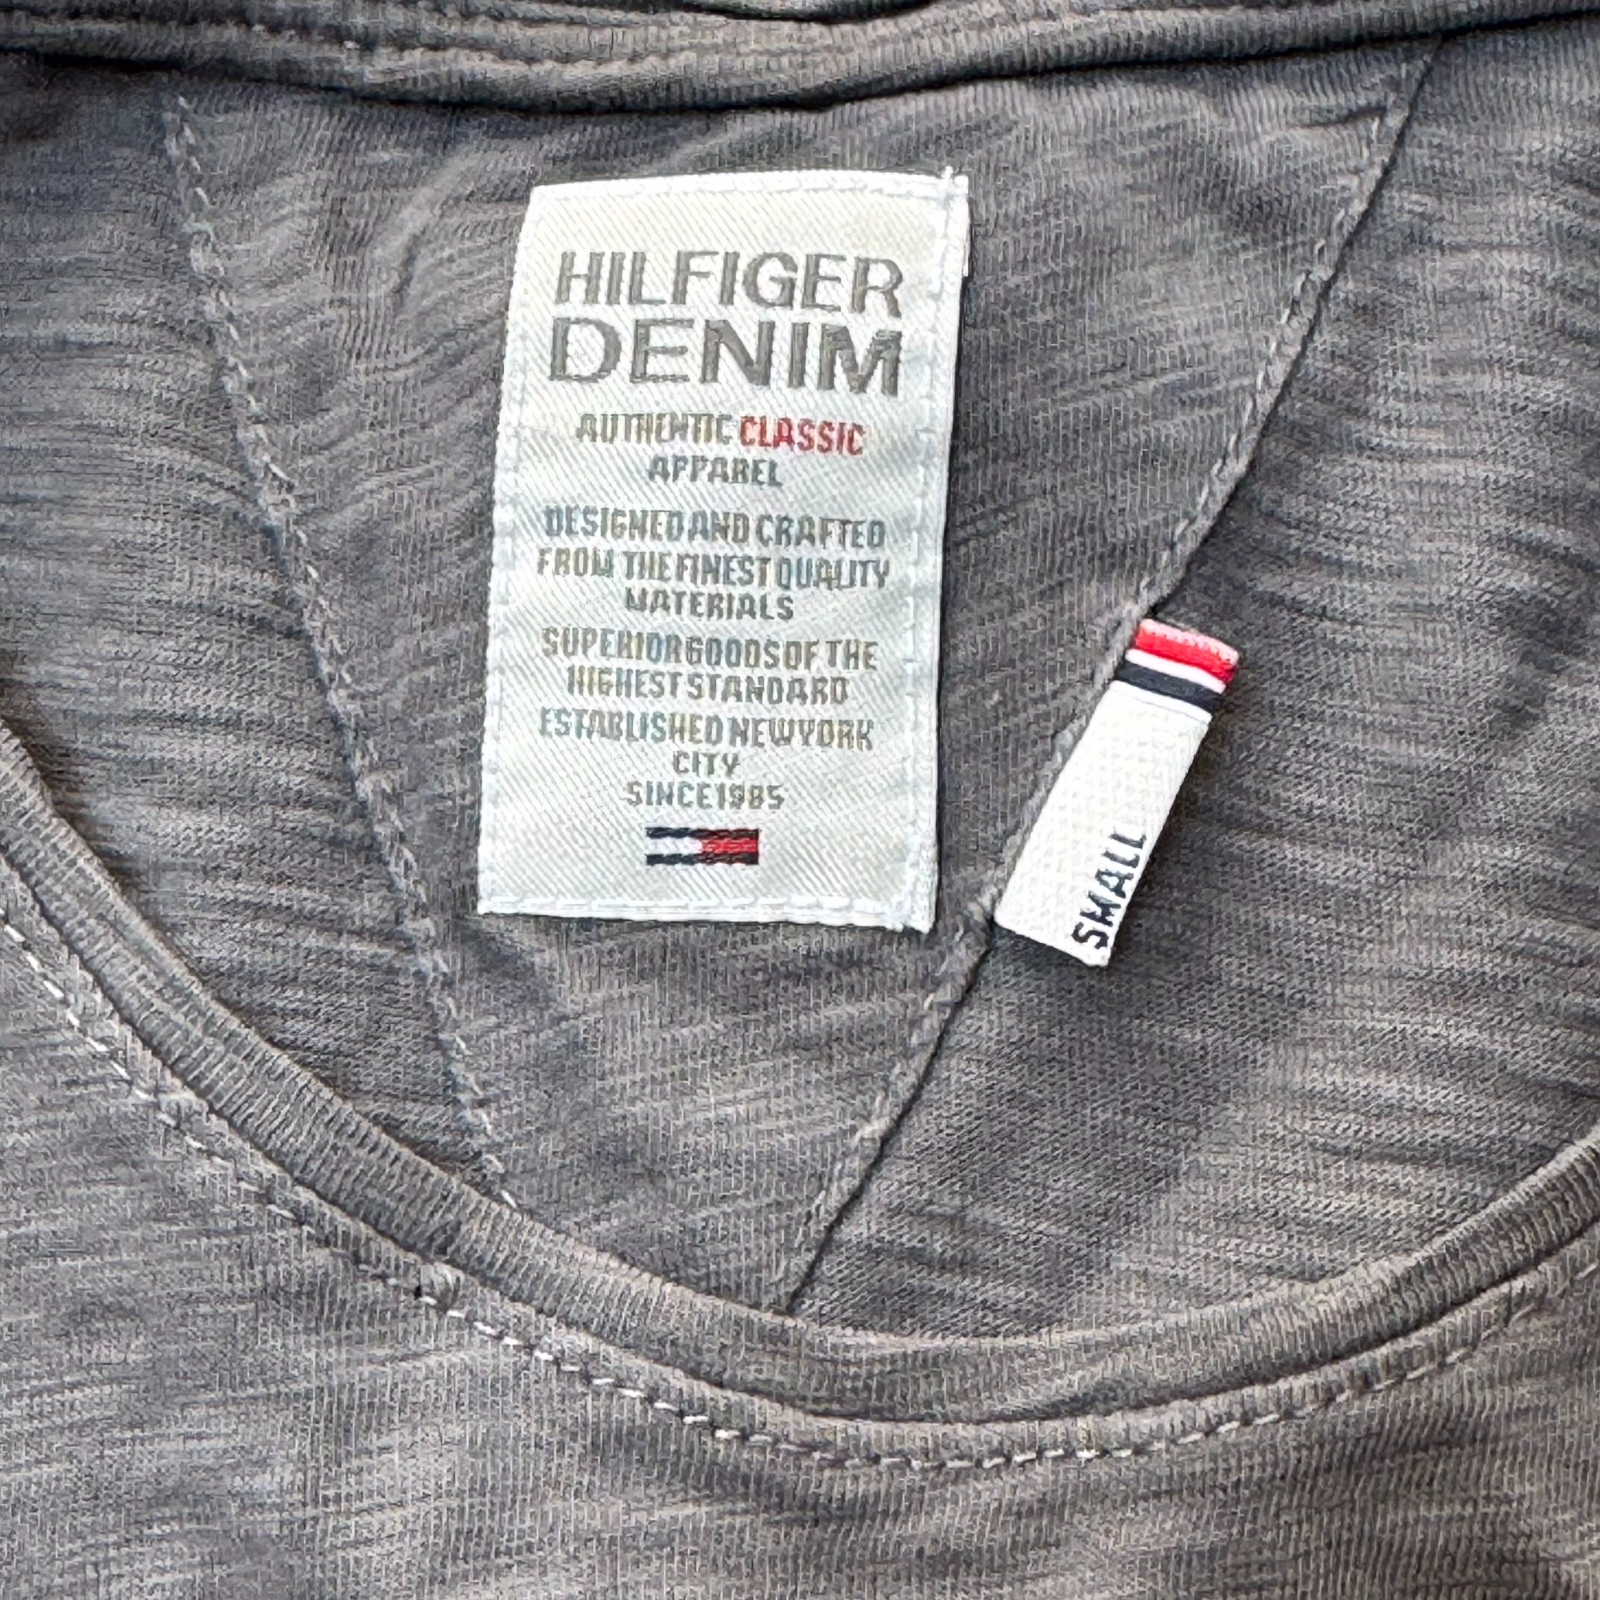 HILFIGER
DENIM
AUTHENTIC CLASSIC
APPAREL
DESIGNED AND CRAFTED
FROM THE FINEST QUALITY
MATERIALS
SUPERIOR GOODS OF THE
HIGHEST STANDARD
ESTABLISHED NEW YORK
CITY
SINCE 1985
SMALL